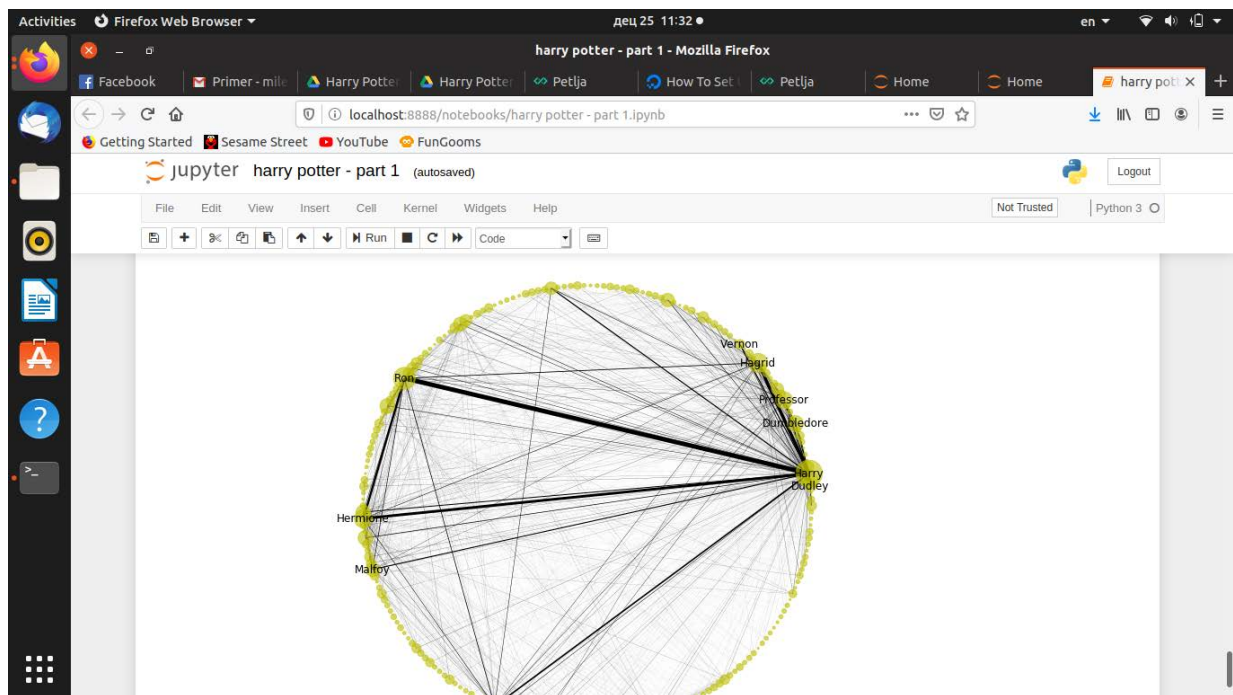 Activities Firefox Web Browser дец 25 11:32 en
harry potter - part 1 - Mozilla Firefox
Facebook Primer - mile Harry Potter Harry Potter Petlja How To Set Petlja Home Home harry pott
localhost:8888/notebooks/harry potter - part 1.ipynb
Getting Started Sesame Street YouTube FunGooms
jupyter harry potter - part 1 (autosaved) Logout
File Edit View Insert Cell Kernel Widgets Help Not Trusted Python 3
Run Code
Vernon
Hagrid
Ron
Professor
Dumbledore
Harry
Dudley
Hermione
Malfoy